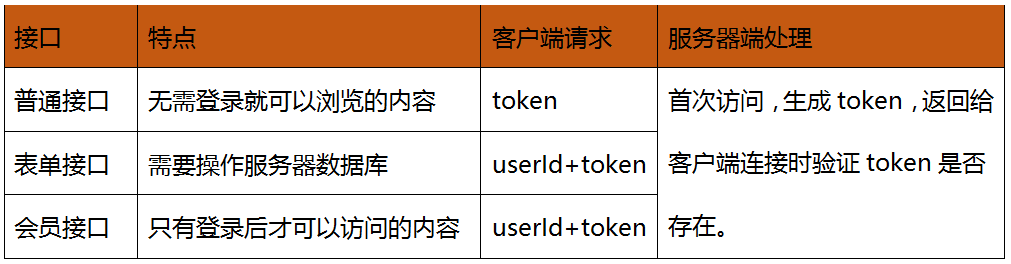 接口 特点 客户端请求 服务器端处理
普通接口 无需登录就可以浏览的内容 token 首次访问，生成 token，返回给
表单接口 需要操作服务器数据库 userId+token 客户端连接时验证 token 是否
会员接口 只有登录后才可以访问的内容 userId+token 存在。